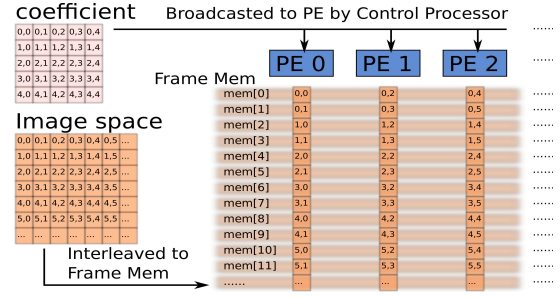 coefficient
Broadcasted to PE by Control Processor
0,0 0,1 0,2 0,3 0,4
1,0 1,1 1,2 1,3 1,4
2,0 2,1 2,2 2,3 2,4
3,0 3,1 3,2 3,3 3,4
4,0 4,1 4,2 4,3 4,4
PE 0 PE 1 PE 2
Image space
0,0 0,1 0,2 0,3 0,4 0,5 ...
1,0 1,1 1,2 1,3 1,4 1,5 ...
2,0 2,1 2,2 2,3 2,4 2,5 ...
3,0 3,1 3,2 3,3 3,4 3,5 ...
4,0 4,1 4,2 4,3 4,4 4,5 ...
5,0 5,1 5,2 5,3 5,4 5,5 ...
... ... ... ... ... ... ...
Interleaved to
Frame Mem
Frame Mem
mem[0] 0,0 0,2 0,4 ......
mem[1] 0,1 0,3 0,5 ......
mem[2] 1,0 1,2 1,4 ......
mem[3] 1,1 1,3 1,5 ......
mem[4] 2,0 2,2 2,4 ......
mem[5] 2,1 2,3 2,5 ......
mem[6] 3,0 3,2 3,4 ......
mem[7] 3,1 3,3 3,5 ......
mem[8] 4,0 4,2 4,4 ......
mem[9] 4,1 4,3 4,5 ......
mem[10] 5,0 5,2 5,4 ......
mem[11] 5,1 5,3 5,5 ......
...... ... ... ... ......